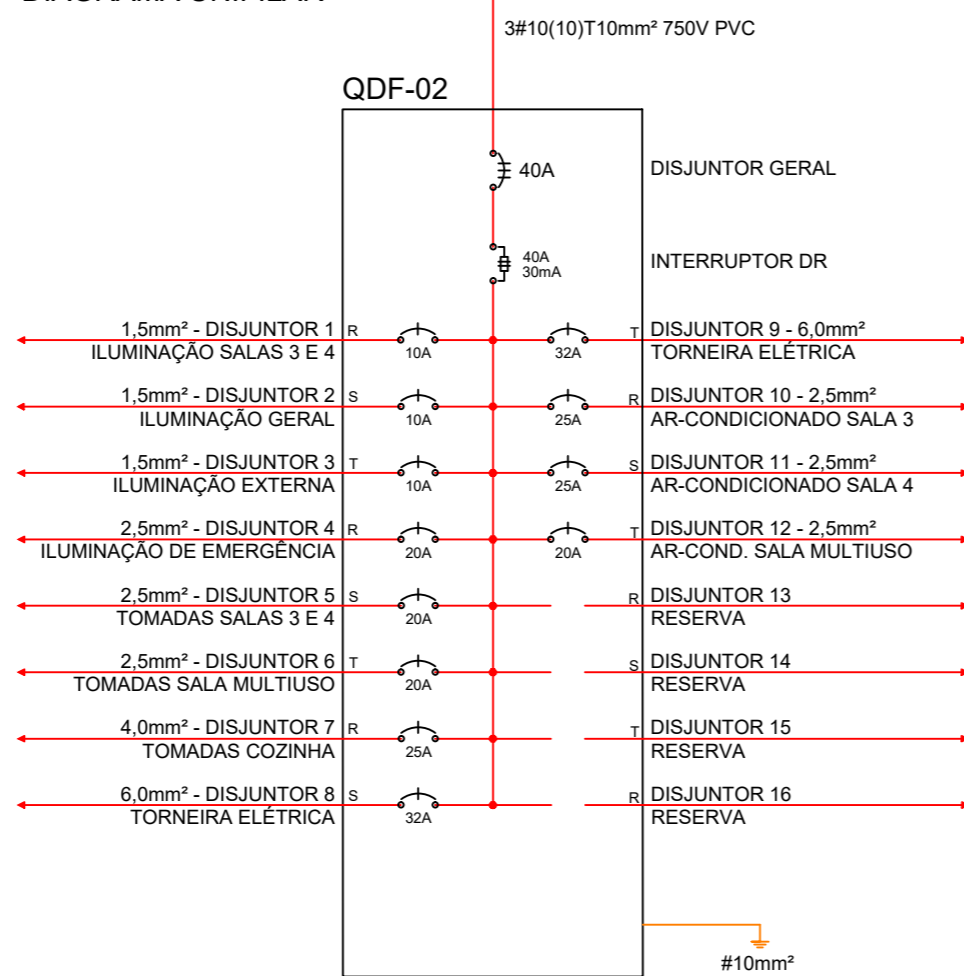 3#10(10)T10mm² 750V PVC
QDF-02
40A
DISJUNTOR GERAL
40A
30mA
INTERRUPTOR DR
1,5mm² - DISJUNTOR 1
R
ILUMINAÇÃO SALAS 3 E 4
10A
32A
T
DISJUNTOR 9 - 6,0mm²
TORNEIRA ELÉTRICA
1,5mm² - DISJUNTOR 2
S
ILUMINAÇÃO GERAL
10A
25A
R
DISJUNTOR 10 - 2,5mm²
AR-CONDICIONADO SALA 3
1,5mm² - DISJUNTOR 3
T
ILUMINAÇÃO EXTERNA
10A
25A
S
DISJUNTOR 11 - 2,5mm²
AR-CONDICIONADO SALA 4
2,5mm² - DISJUNTOR 4
R
ILUMINAÇÃO DE EMERGÊNCIA
20A
20A
T
DISJUNTOR 12 - 2,5mm²
AR-COND. SALA MULTIUSO
2,5mm² - DISJUNTOR 5
S
TOMADAS SALAS 3 E 4
20A
R
DISJUNTOR 13
RESERVA
2,5mm² - DISJUNTOR 6
T
TOMADAS SALA MULTIUSO
20A
S
DISJUNTOR 14
RESERVA
4,0mm² - DISJUNTOR 7
R
TOMADAS COZINHA
25A
T
DISJUNTOR 15
RESERVA
6,0mm² - DISJUNTOR 8
S
TORNEIRA ELÉTRICA
32A
R
DISJUNTOR 16
RESERVA
#10mm²